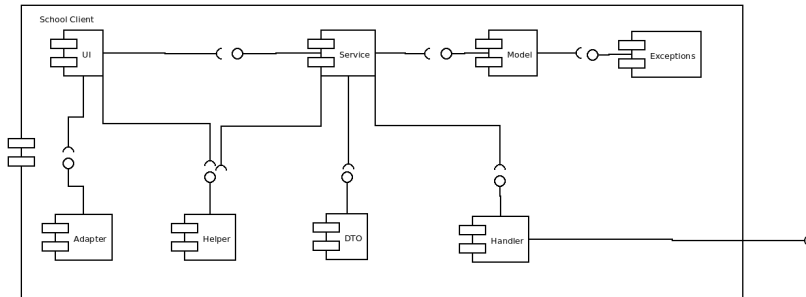 School Client
UI
Service
Model
Exceptions
Adapter
Helper
DTO
Handler